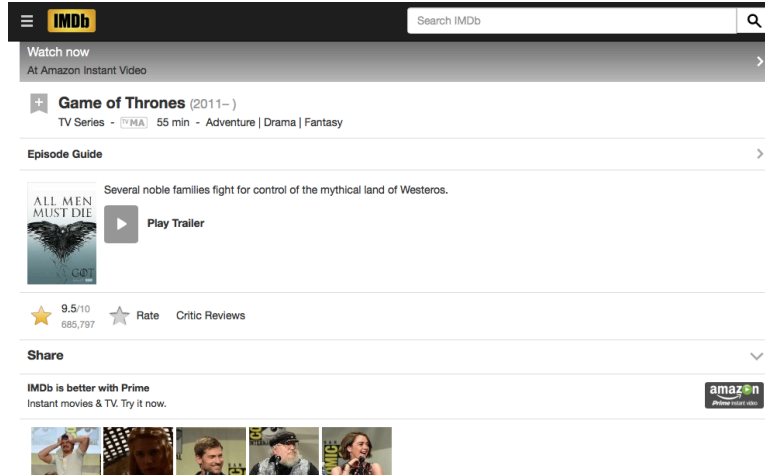 IMDb
Search IMDb
Watch now
At Amazon Instant Video
Game of Thrones (2011– )
TV Series - TV MA 55 min - Adventure | Drama | Fantasy
Episode Guide
Several noble families fight for control of the mythical land of Westeros.
ALL MEN
MUST DIE
GOT
Play Trailer
9.5/10
685,797
Rate
Critic Reviews
Share
IMDb is better with Prime
Instant movies & TV. Try it now.
amazon
Prime instant video